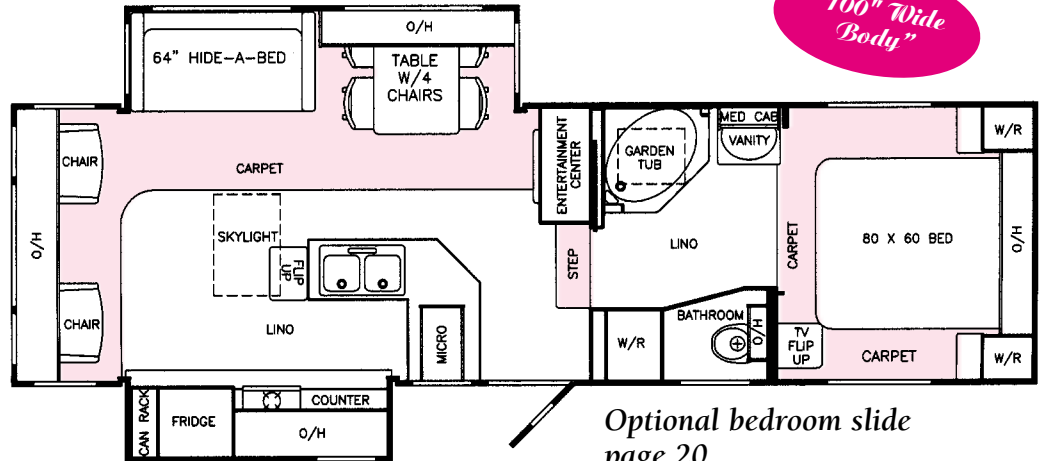 100" Wide
Body"
O/H
64" HIDE-A-BED
TABLE
W/4
CHAIRS
MED CAB
VANITY
W/R
CHAIR
GARDEN
TUB
ENTERTAINMENT
CENTER
CARPET
O/H
SKYLIGHT
FLIP
UP
STEP
LINO
CARPET
80 X 60 BED
O/H
CHAIR
LINO
MICRO
W/R
BATHROOM
O/H
TV
FLIP
UP
CARPET
W/R
CAN RACK
FRIDGE
COUNTER
O/H
Optional bedroom slide
page 20